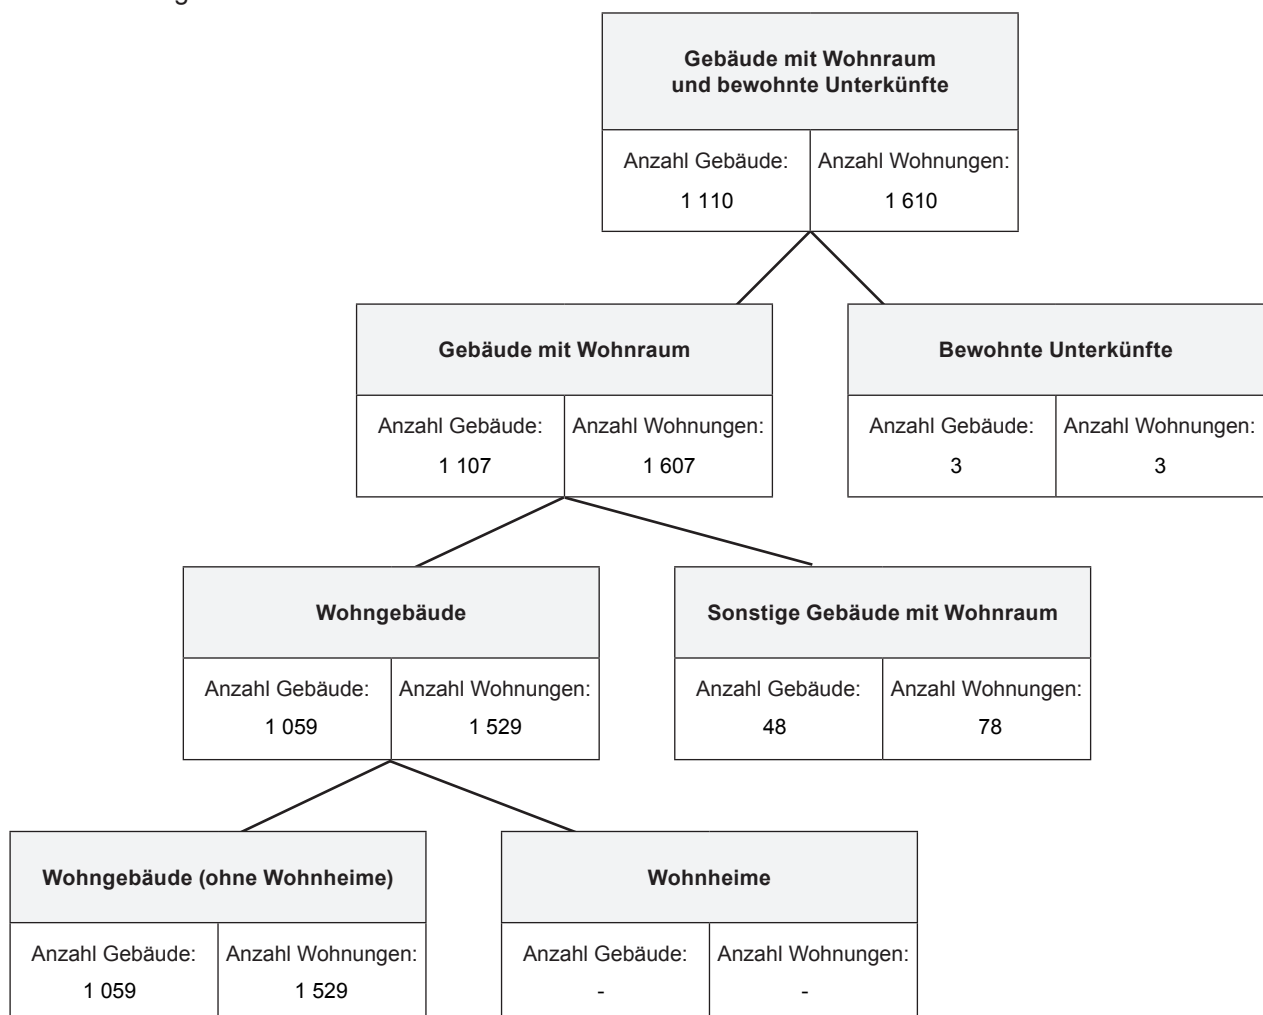 Gebäude mit Wohnraum
und bewohnte Unterkünfte
Anzahl Gebäude: Anzahl Wohnungen:
1 110 1 610
Gebäude mit Wohnraum
Anzahl Gebäude: Anzahl Wohnungen:
1 107 1 607
Bewohnte Unterkünfte
Anzahl Gebäude: Anzahl Wohnungen:
3 3
Wohngebäude
Anzahl Gebäude: Anzahl Wohnungen:
1 059 1 529
Sonstige Gebäude mit Wohnraum
Anzahl Gebäude: Anzahl Wohnungen:
48 78
Wohngebäude (ohne Wohnheime)
Anzahl Gebäude: Anzahl Wohnungen:
1 059 1 529
Wohnheime
Anzahl Gebäude: Anzahl Wohnungen:
- -